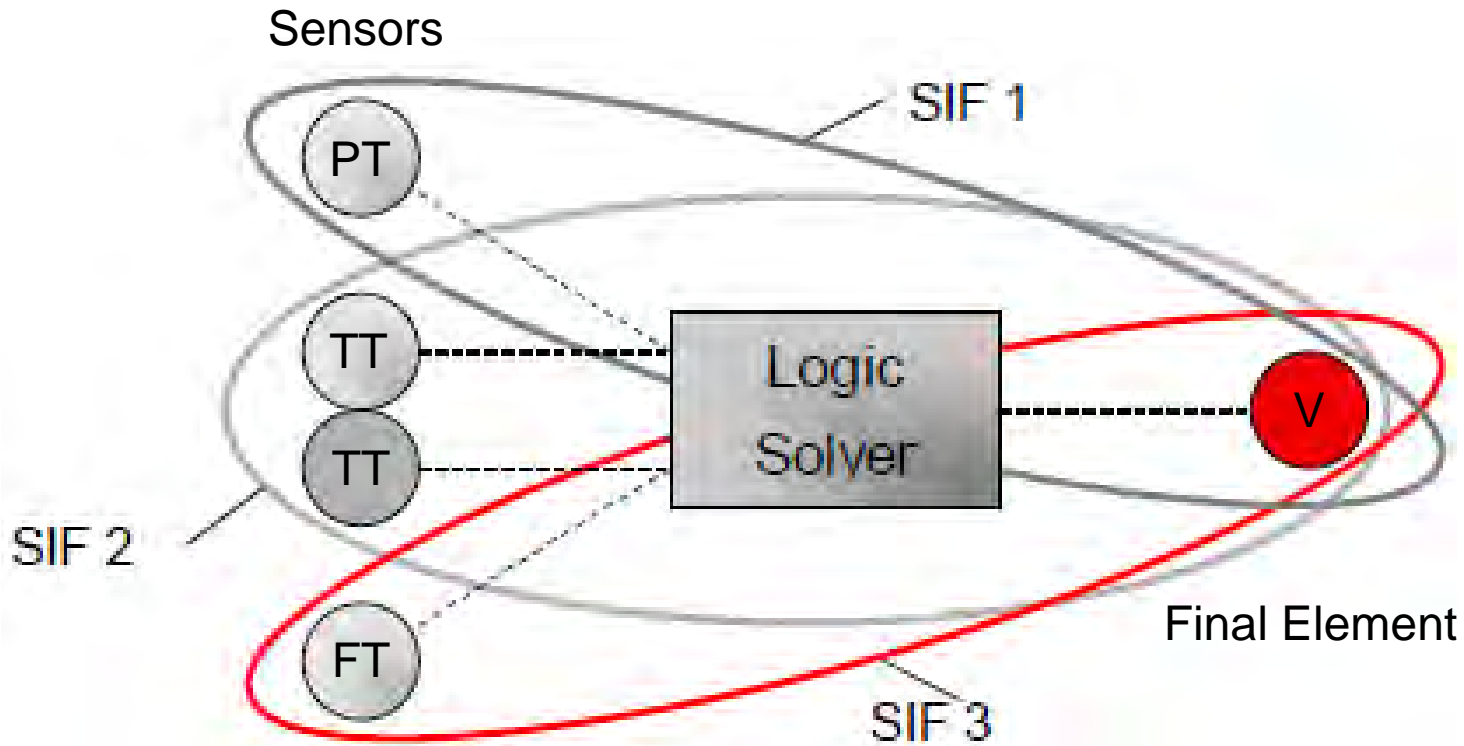 Sensors
SIF 1
PT
TT
Logic
Solver
V
TT
SIF 2
FT
Final Element
SIF 3